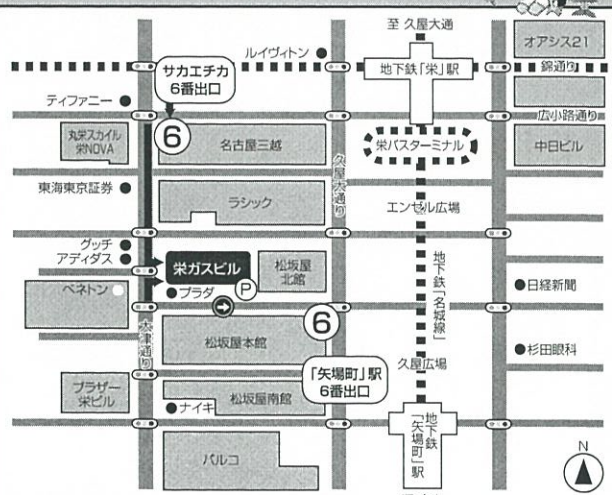 至 久屋大通
オアシス21
ルイヴィトン
地下鉄「栄」駅
錦通り
サカエチカ
6番出口
ティファニー
広小路通り
6
丸栄スカイル
栄NOVA
名古屋三越
栄バスターミナル
中日ビル
久屋大通り
東海東京証券
ラシック
エンゼル広場
グッチ
アディダス
栄ガスビル
松坂屋
北館
地下鉄「名城線」
ベネトン
プラダ
P
日経新聞
6
大津通り
松坂屋本館
久屋広場
杉田眼科
「矢場町」駅
6番出口
ブラザー
栄ビル
ナイキ
松坂屋南館
地下鉄
「矢場町」駅
パルコ
N